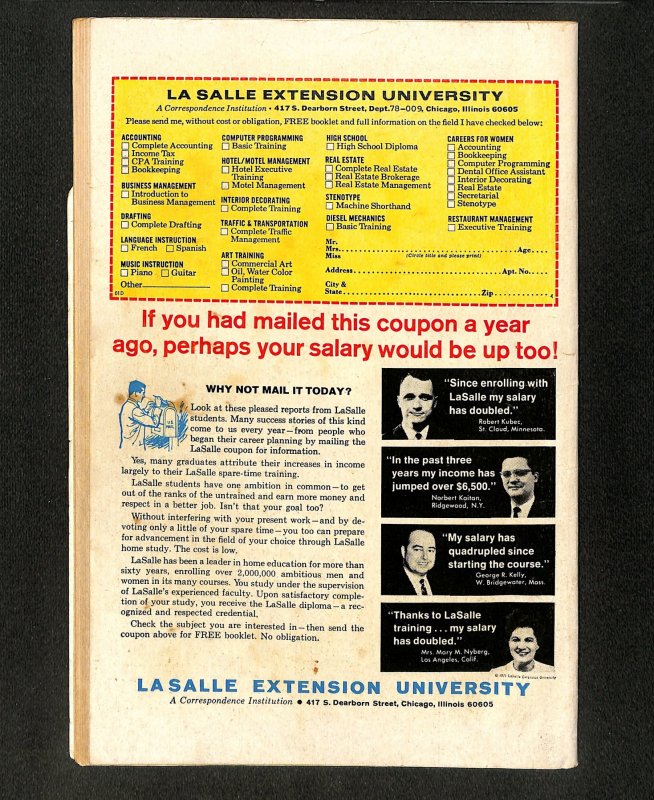 LA SALLE EXTENSION UNIVERSITY
A Correspondence Institution • 417 S. Dearborn Street, Dept. 78-009, Chicago, Illinois 60605
Please send me, without cost or obligation, FREE booklet and full information on the field I have checked below:
ACCOUNTING
Complete Accounting
Income Tax
CPA Training
Bookkeeping
BUSINESS MANAGEMENT
Introduction to
Business Management
DRAFTING
Complete Drafting
LANGUAGE INSTRUCTION
French Spanish
MUSIC INSTRUCTION
Piano Guitar
Other
COMPUTER PROGRAMMING
Basic Training
HOTEL/MOTEL MANAGEMENT
Hotel Executive
Training
Motel Management
INTERIOR DECORATING
Complete Training
TRAFFIC & TRANSPORTATION
Complete Traffic
Management
ART TRAINING
Commercial Art
Oil, Water Color
Painting
Complete Training
HIGH SCHOOL
High School Diploma
REAL ESTATE
Complete Real Estate
Real Estate Brokerage
Real Estate Management
STENOTYPE
Machine Shorthand
DIESEL MECHANICS
Basic Training
CAREERS FOR WOMEN
Accounting
Bookkeeping
Computer Programming
Dental Office Assistant
Interior Decorating
Real Estate
Secretarial
Stenotype
RESTAURANT MANAGEMENT
Executive Training
Mr.
Mrs. Age
Miss (Circle title and please print)
Address Apt. No.
City &
State Zip
If you had mailed this coupon a year
ago, perhaps your salary would be up too!
WHY NOT MAIL IT TODAY?
Look at these pleased reports from LaSalle
students. Many success stories of this kind
come to us every year—from people who
began their career planning by mailing the
LaSalle coupon for information.
Yes, many graduates attribute their increases in income
largely to their LaSalle spare-time training.
LaSalle students have one ambition in common—to get
out of the ranks of the untrained and earn more money and
respect in a better job. Isn't that your goal too?
Without interfering with your present work—and by de-
voting only a little of your spare time—you too can prepare
for advancement in the field of your choice through LaSalle
home study. The cost is low.
LaSalle has been a leader in home education for more than
sixty years, enrolling over 2,000,000 ambitious men and
women in its many courses. You study under the supervision
of LaSalle's experienced faculty. Upon satisfactory comple-
tion of your study, you receive the LaSalle diploma—a rec-
ognized and respected credential.
Check the subject you are interested in—then send the
coupon above for FREE booklet. No obligation.
"Since enrolling with
LaSalle my salary
has doubled."
Robert Kubec,
St. Cloud, Minnesota.
"In the past three
years my income has
jumped over $6,500."
Norbert Kaitan,
Ridgewood, N.Y.
"My salary has
quadrupled since
starting the course."
George R. Kelly,
W. Bridgewater, Mass.
"Thanks to LaSalle
training . . . my salary
has doubled."
Mrs. Mary M. Nyberg,
Los Angeles, Calif.
LA SALLE EXTENSION UNIVERSITY
A Correspondence Institution • 417 S. Dearborn Street, Chicago, Illinois 60605